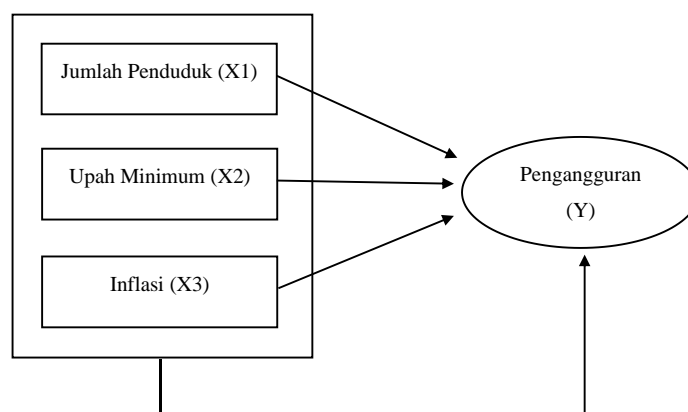 Jumlah Penduduk (X1)
Upah Minimum (X2)
Pengangguran
(Y)
Inflasi (X3)